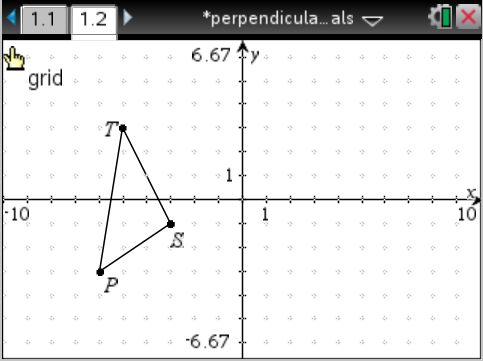 1.1 1.2 *perpendicula…als
grid
6.67 y
T
1
x
-10 1 10
S
P
-6.67